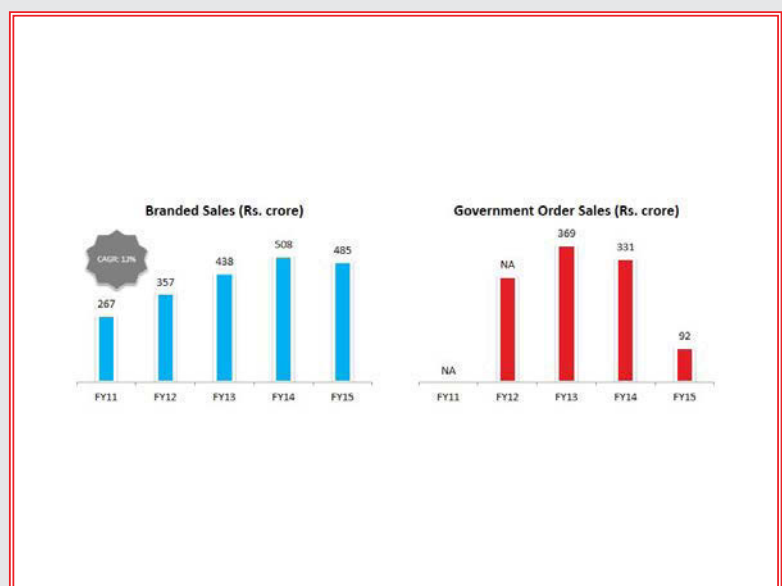 Branded Sales (Rs. crore)
CAGR: 13%
267
357
438
508
485
FY11 FY12 FY13 FY14 FY15
Government Order Sales (Rs. crore)
NA
NA
369
331
92
FY11 FY12 FY13 FY14 FY15